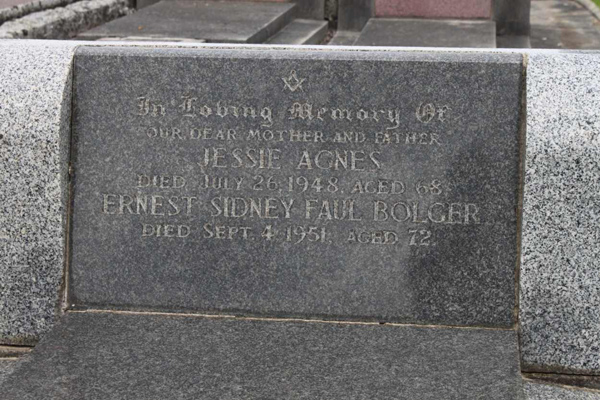 In Loving Memory Of
OUR DEAR MOTHER AND FATHER
JESSIE AGNES
DIED JULY 26, 1948. AGED 68.
ERNEST SIDNEY FAUL BOLGER
DIED SEPT. 4. 1951. AGED 72.